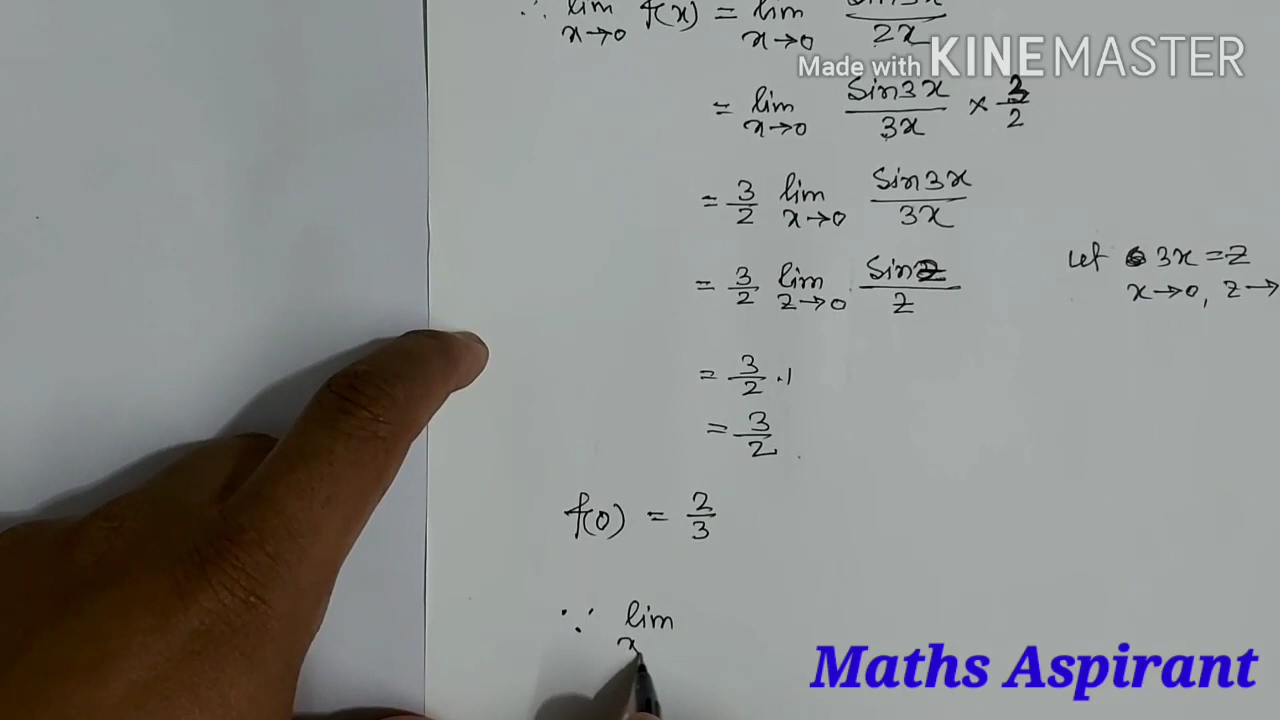 ∴ lim x→0 f(x) = lim x→0 sin3x/2x
Made with KINEMASTER
= lim x→0 Sin3x/3x × 3/2
= 3/2 lim x→0 Sin3x/3x
= 3/2 lim z→0 Sinz/z
Let 3x = z
x→0, z→
= 3/2 .1
= 3/2
f(0) = 2/3
∵ lim x
Maths Aspirant